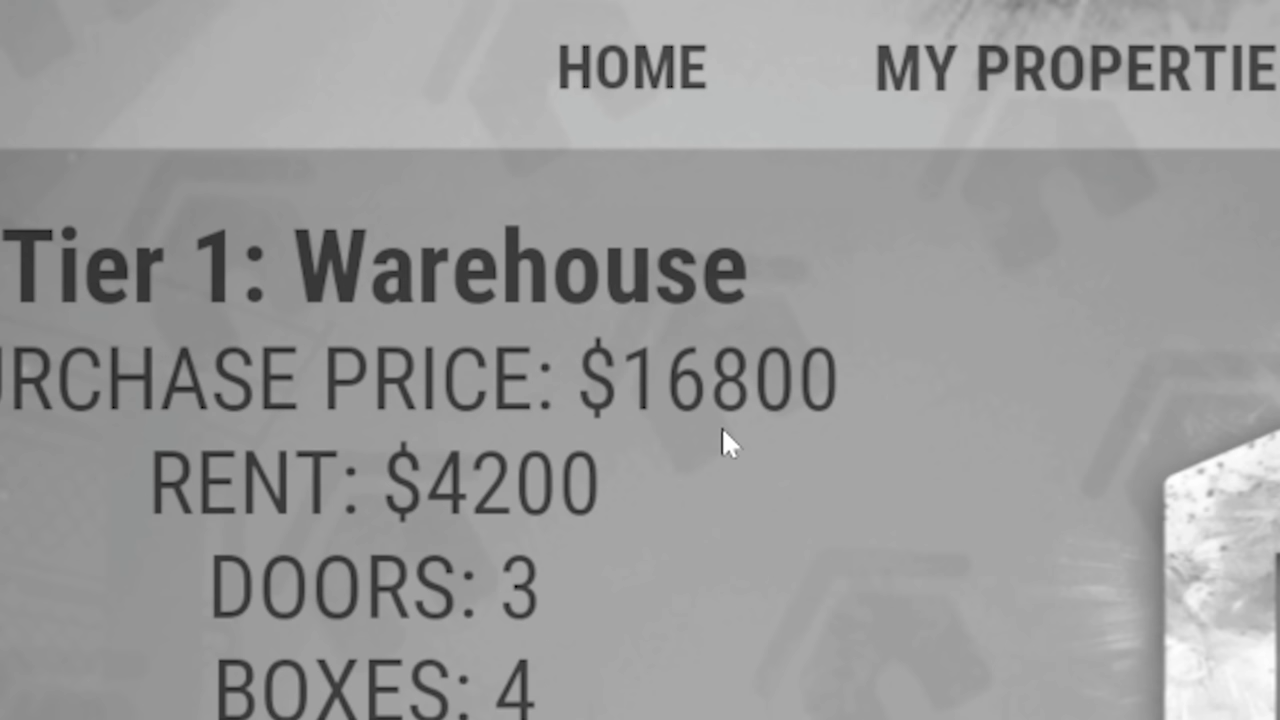 HOME MY PROPERTIE
Tier 1: Warehouse
URCHASE PRICE: $16800
RENT: $4200
DOORS: 3
BOXES: 4